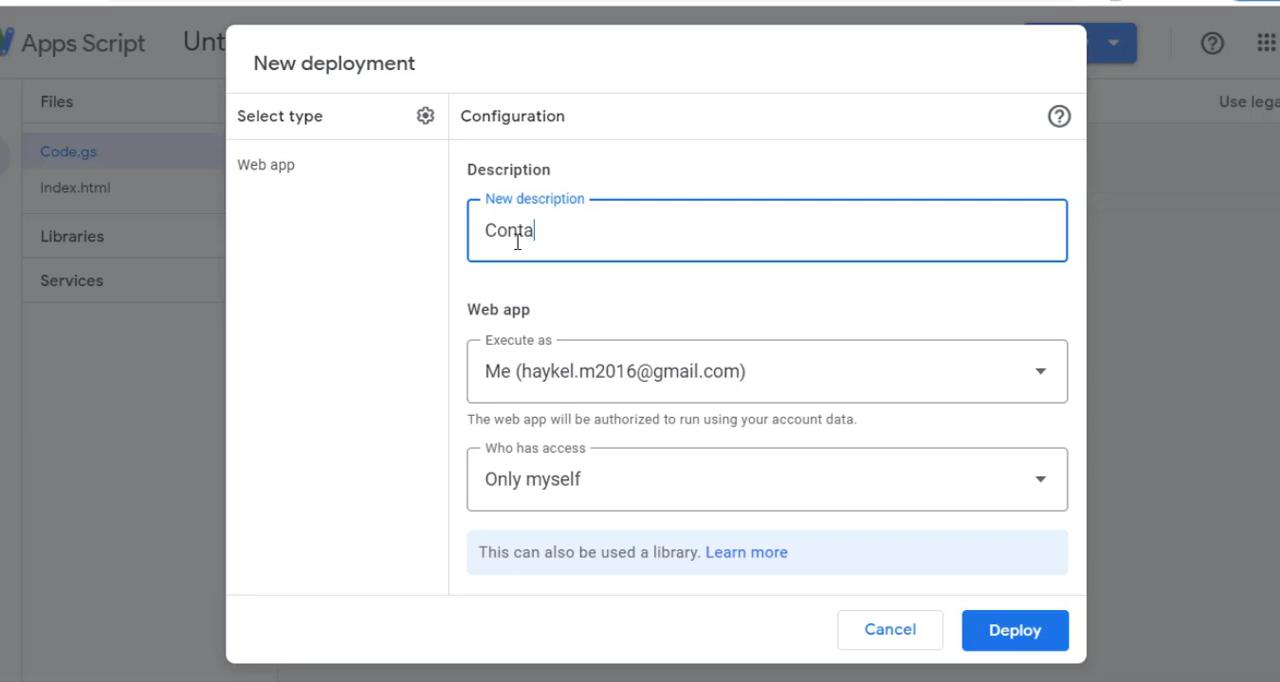 Apps Script Unt
New deployment
Files
Select type
Configuration
Use lega
Code.gs
Web app
Description
Index.html
New description
Conta
Libraries
Services
Web app
Execute as
Me (haykel.m2016@gmail.com)
The web app will be authorized to run using your account data.
Who has access
Only myself
This can also be used a library. Learn more
Cancel
Deploy